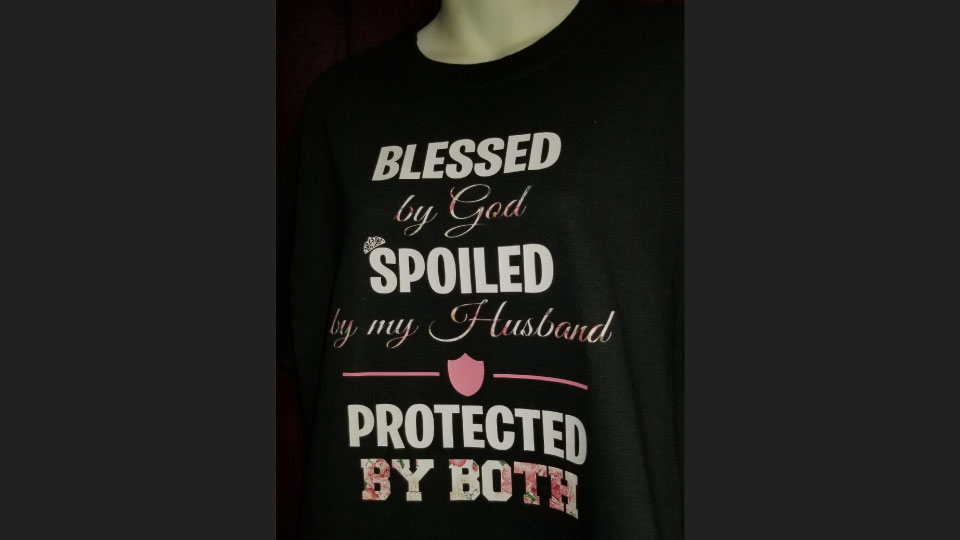 BLESSED
by God
SPOILED
by my Husband
PROTECTED
BY BOTH